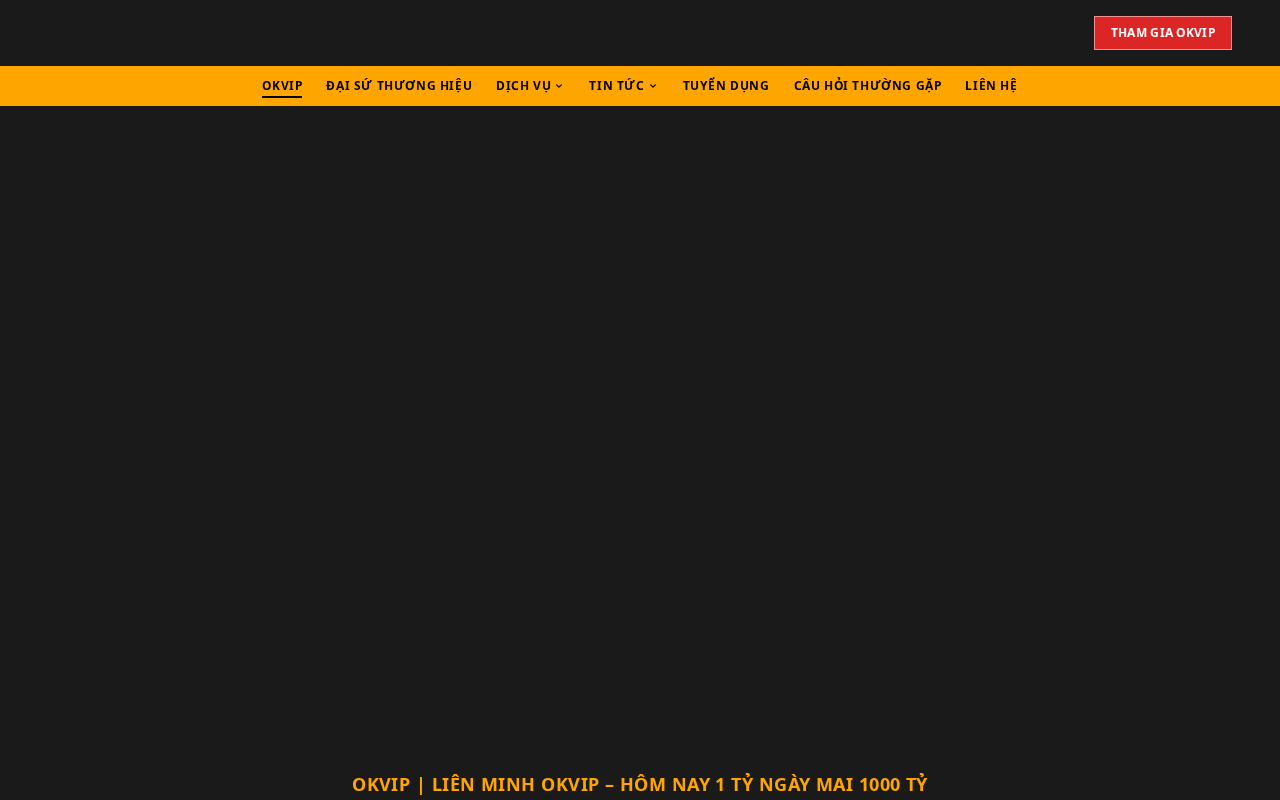 THAM GIA OKVIP
OKVIP ĐẠI SỨ THƯƠNG HIỆU DỊCH VỤ TIN TỨC TUYỂN DỤNG CÂU HỎI THƯỜNG GẶP LIÊN HỆ
OKVIP | LIÊN MINH OKVIP – HÔM NAY 1 TỶ NGÀY MAI 1000 TỶ